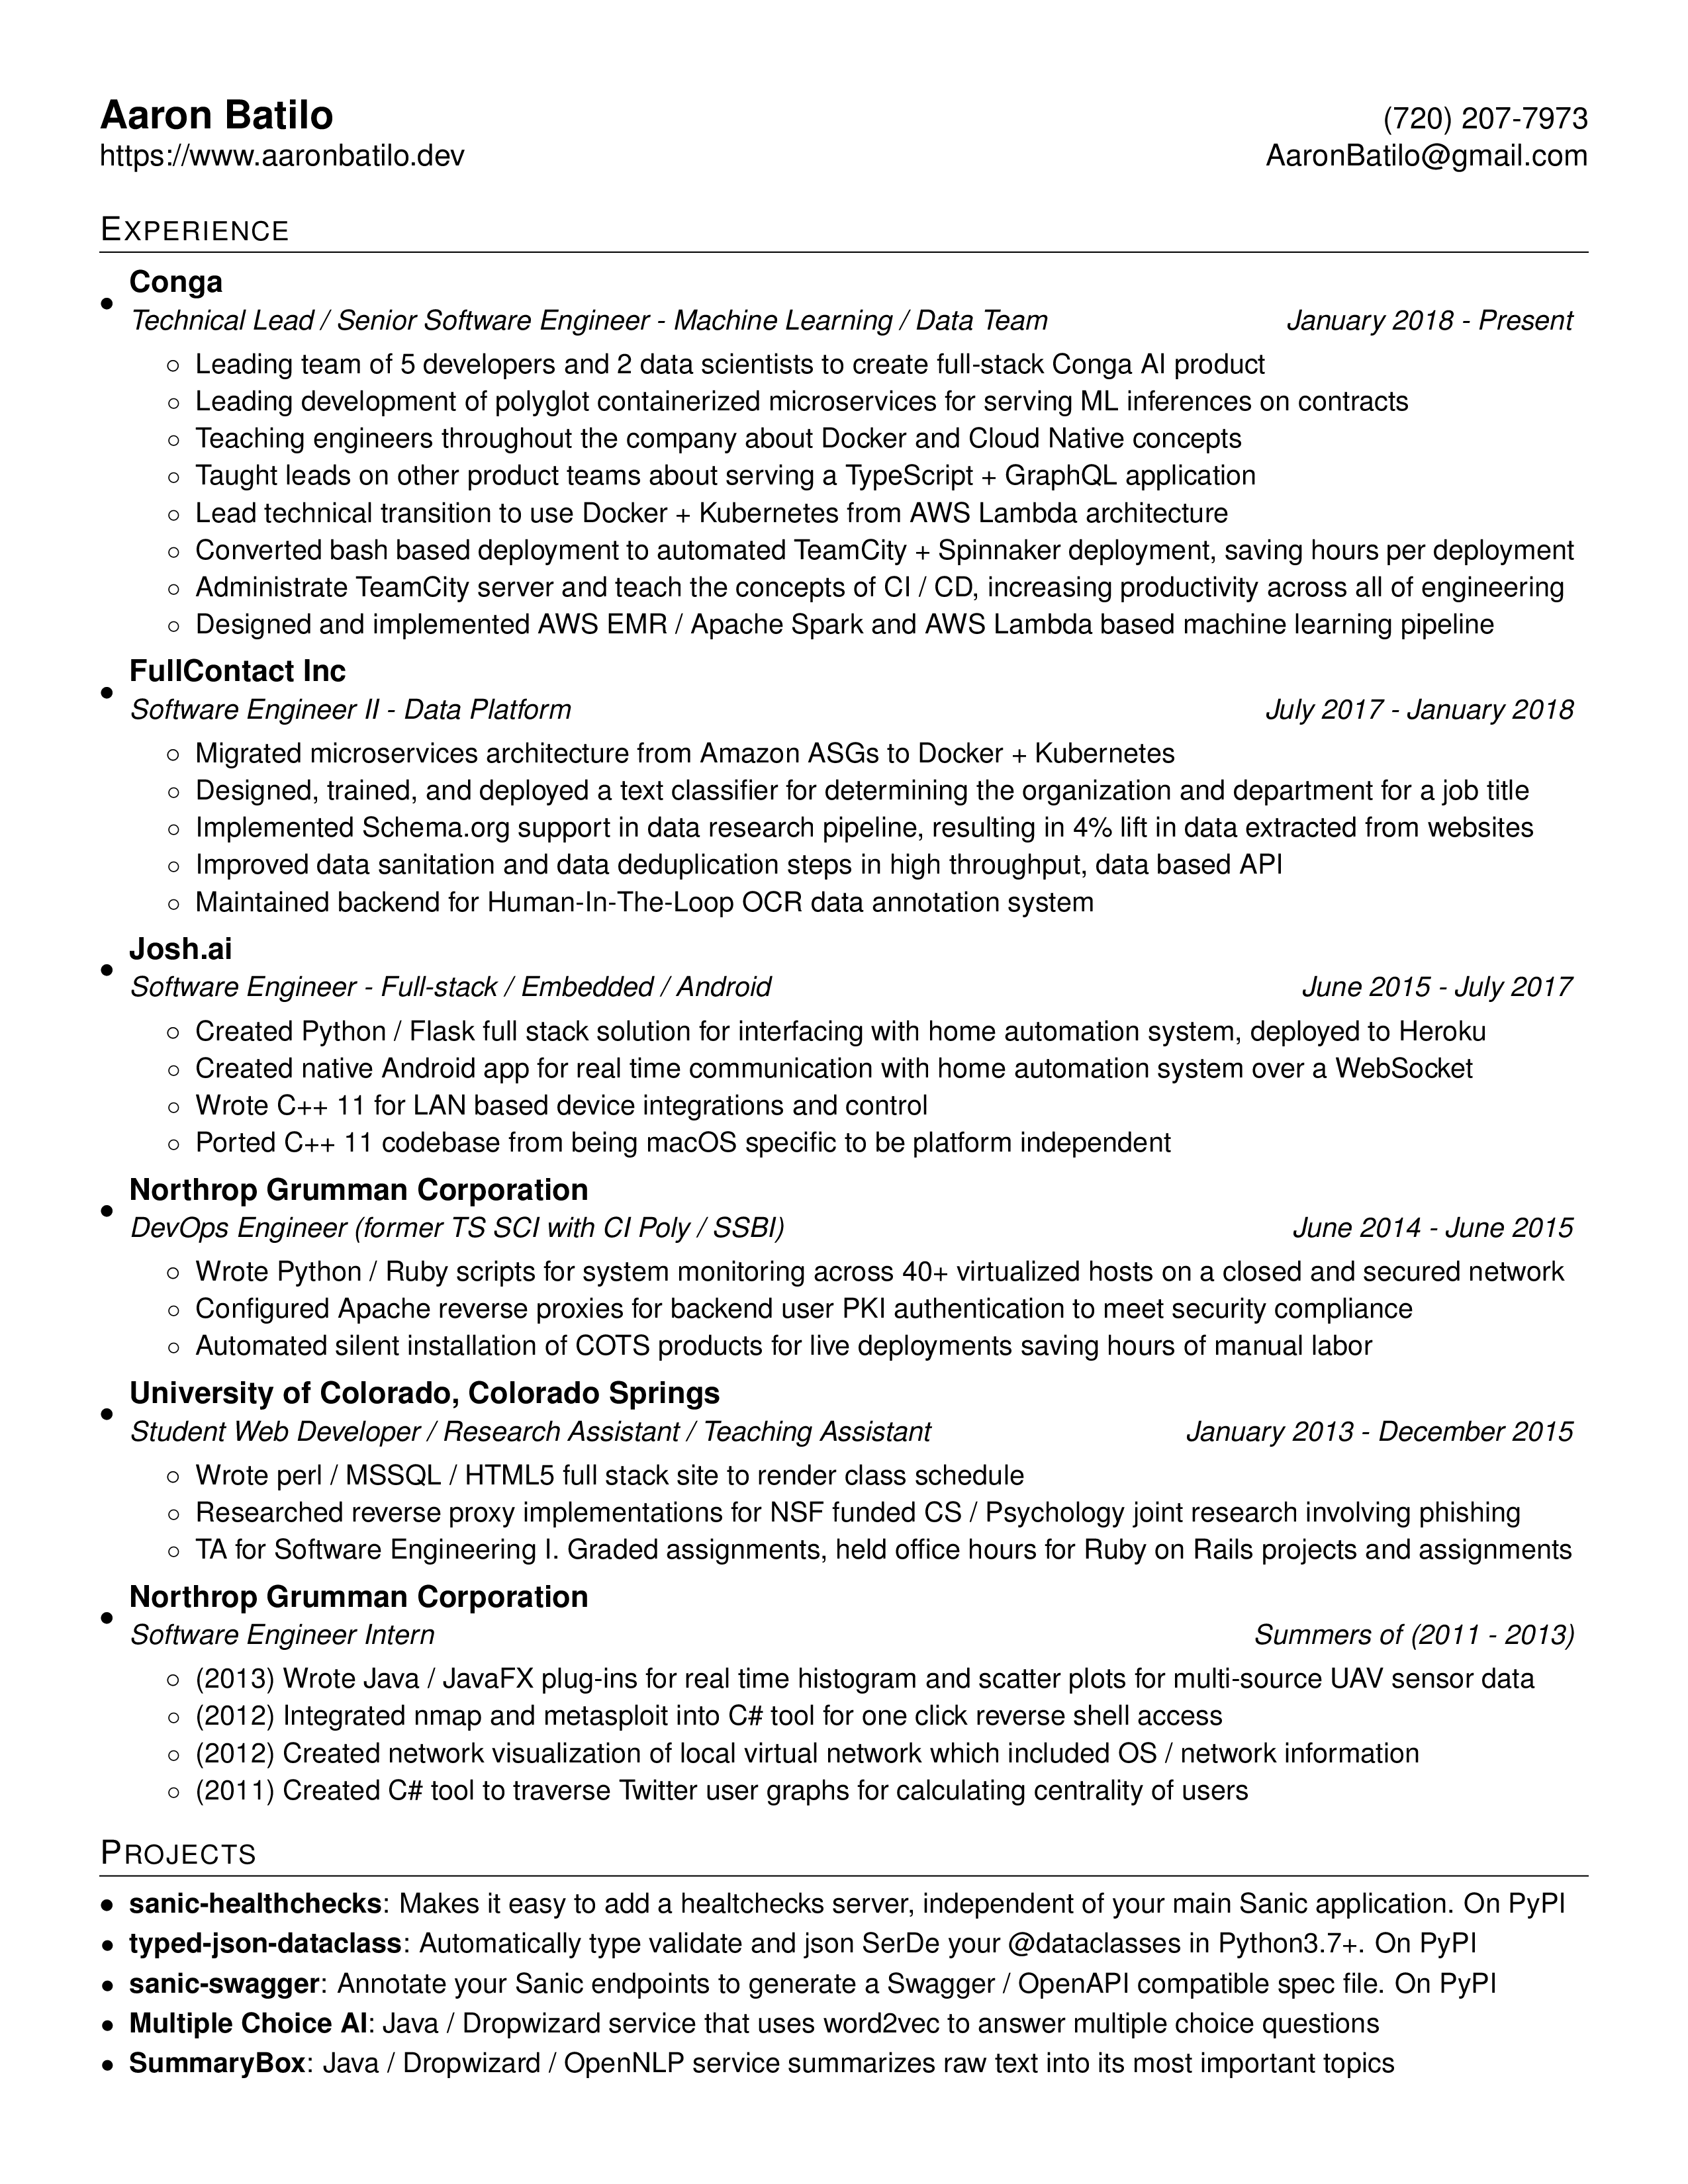 Aaron Batilo (720) 207-7973
https://www.aaronbatilo.dev AaronBatilo@gmail.com
EXPERIENCE
• Conga
Technical Lead / Senior Software Engineer - Machine Learning / Data Team January 2018 - Present
○ Leading team of 5 developers and 2 data scientists to create full-stack Conga AI product
○ Leading development of polyglot containerized microservices for serving ML inferences on contracts
○ Teaching engineers throughout the company about Docker and Cloud Native concepts
○ Taught leads on other product teams about serving a TypeScript + GraphQL application
○ Lead technical transition to use Docker + Kubernetes from AWS Lambda architecture
○ Converted bash based deployment to automated TeamCity + Spinnaker deployment, saving hours per deployment
○ Administrate TeamCity server and teach the concepts of CI / CD, increasing productivity across all of engineering
○ Designed and implemented AWS EMR / Apache Spark and AWS Lambda based machine learning pipeline
• FullContact Inc
Software Engineer II - Data Platform July 2017 - January 2018
○ Migrated microservices architecture from Amazon ASGs to Docker + Kubernetes
○ Designed, trained, and deployed a text classifier for determining the organization and department for a job title
○ Implemented Schema.org support in data research pipeline, resulting in 4% lift in data extracted from websites
○ Improved data sanitation and data deduplication steps in high throughput, data based API
○ Maintained backend for Human-In-The-Loop OCR data annotation system
• Josh.ai
Software Engineer - Full-stack / Embedded / Android June 2015 - July 2017
○ Created Python / Flask full stack solution for interfacing with home automation system, deployed to Heroku
○ Created native Android app for real time communication with home automation system over a WebSocket
○ Wrote C++ 11 for LAN based device integrations and control
○ Ported C++ 11 codebase from being macOS specific to be platform independent
• Northrop Grumman Corporation
DevOps Engineer (former TS SCI with CI Poly / SSBI) June 2014 - June 2015
○ Wrote Python / Ruby scripts for system monitoring across 40+ virtualized hosts on a closed and secured network
○ Configured Apache reverse proxies for backend user PKI authentication to meet security compliance
○ Automated silent installation of COTS products for live deployments saving hours of manual labor
• University of Colorado, Colorado Springs
Student Web Developer / Research Assistant / Teaching Assistant January 2013 - December 2015
○ Wrote perl / MSSQL / HTML5 full stack site to render class schedule
○ Researched reverse proxy implementations for NSF funded CS / Psychology joint research involving phishing
○ TA for Software Engineering I. Graded assignments, held office hours for Ruby on Rails projects and assignments
• Northrop Grumman Corporation
Software Engineer Intern Summers of (2011 - 2013)
○ (2013) Wrote Java / JavaFX plug-ins for real time histogram and scatter plots for multi-source UAV sensor data
○ (2012) Integrated nmap and metasploit into C# tool for one click reverse shell access
○ (2012) Created network visualization of local virtual network which included OS / network information
○ (2011) Created C# tool to traverse Twitter user graphs for calculating centrality of users
PROJECTS
• sanic-healthchecks: Makes it easy to add a healtchecks server, independent of your main Sanic application. On PyPI
• typed-json-dataclass: Automatically type validate and json SerDe your @dataclasses in Python3.7+. On PyPI
• sanic-swagger: Annotate your Sanic endpoints to generate a Swagger / OpenAPI compatible spec file. On PyPI
• Multiple Choice AI: Java / Dropwizard service that uses word2vec to answer multiple choice questions
• SummaryBox: Java / Dropwizard / OpenNLP service summarizes raw text into its most important topics